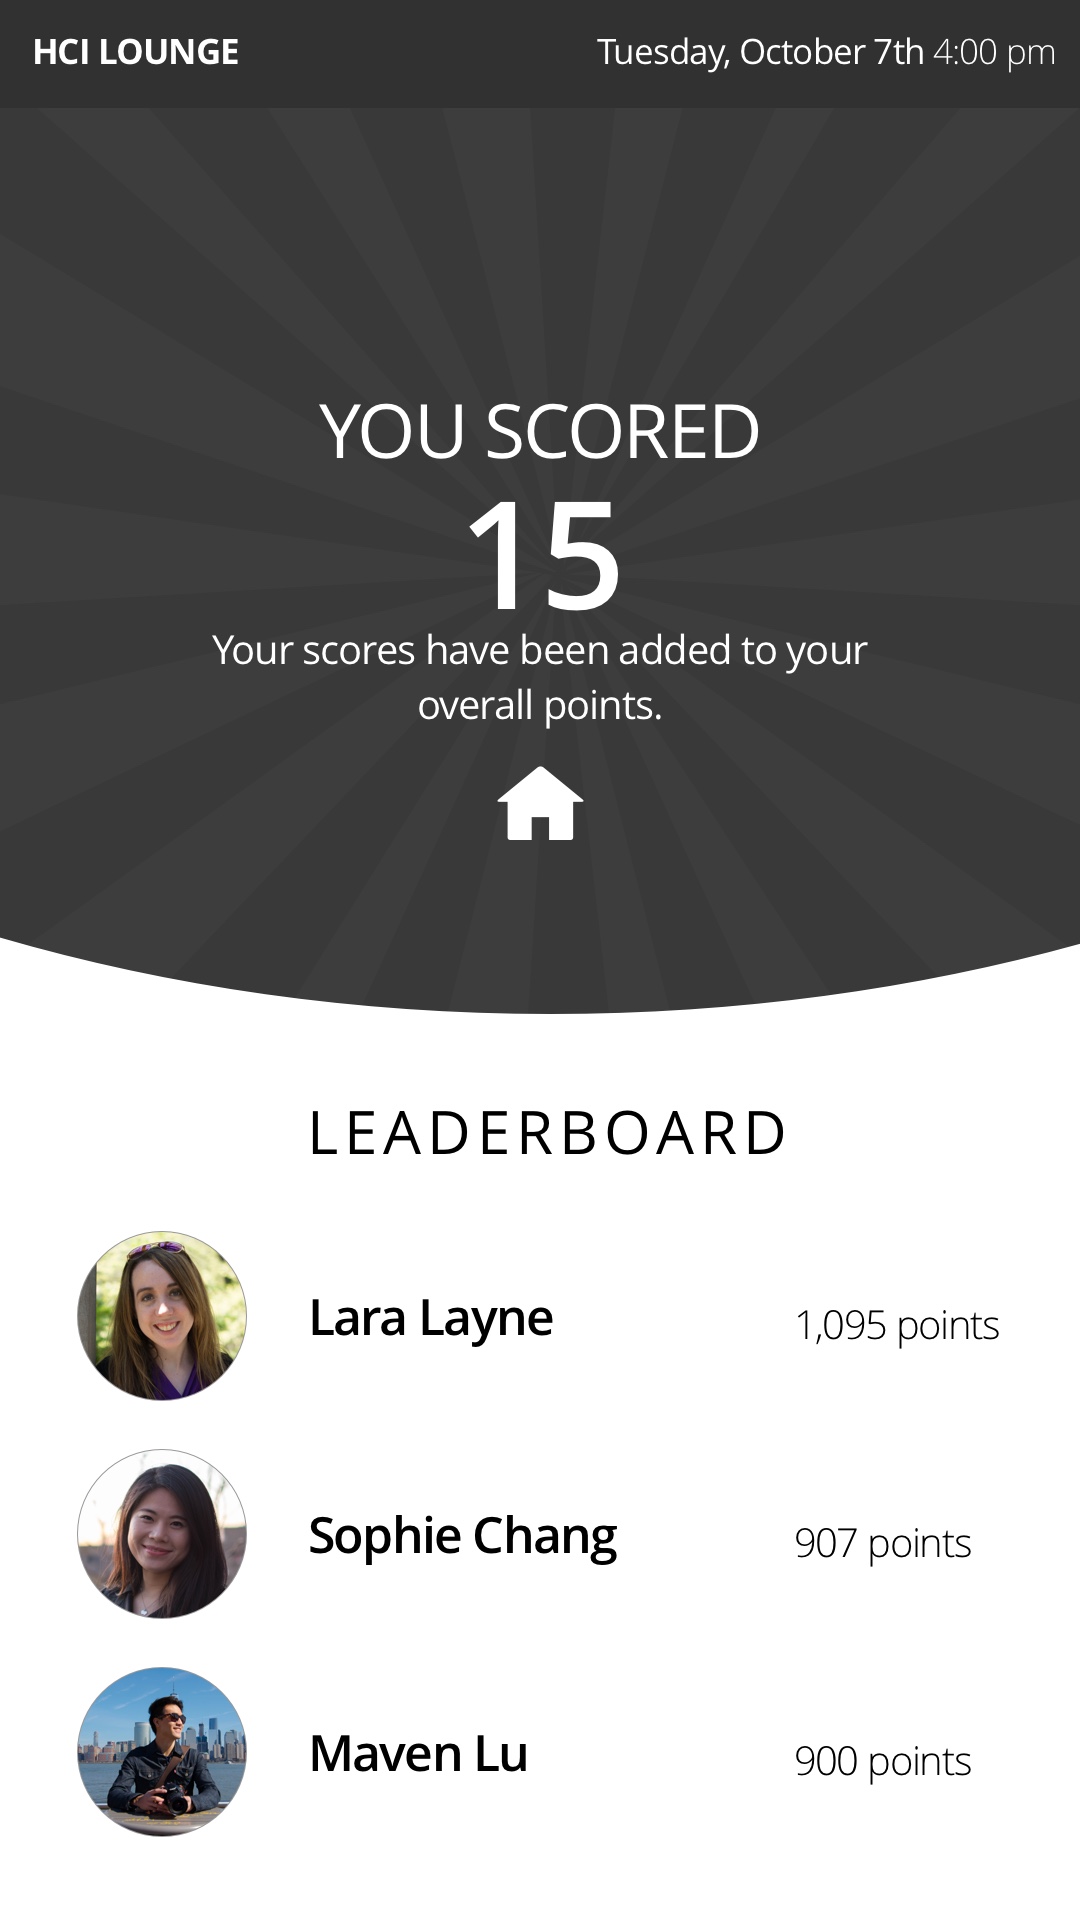 HCI LOUNGE
Tuesday, October 7th 4:00 pm
YOU SCORED
15
Your scores have been added to your
overall points.
LEADERBOARD
Lara Layne
1,095 points
Sophie Chang
907 points
Maven Lu
900 points